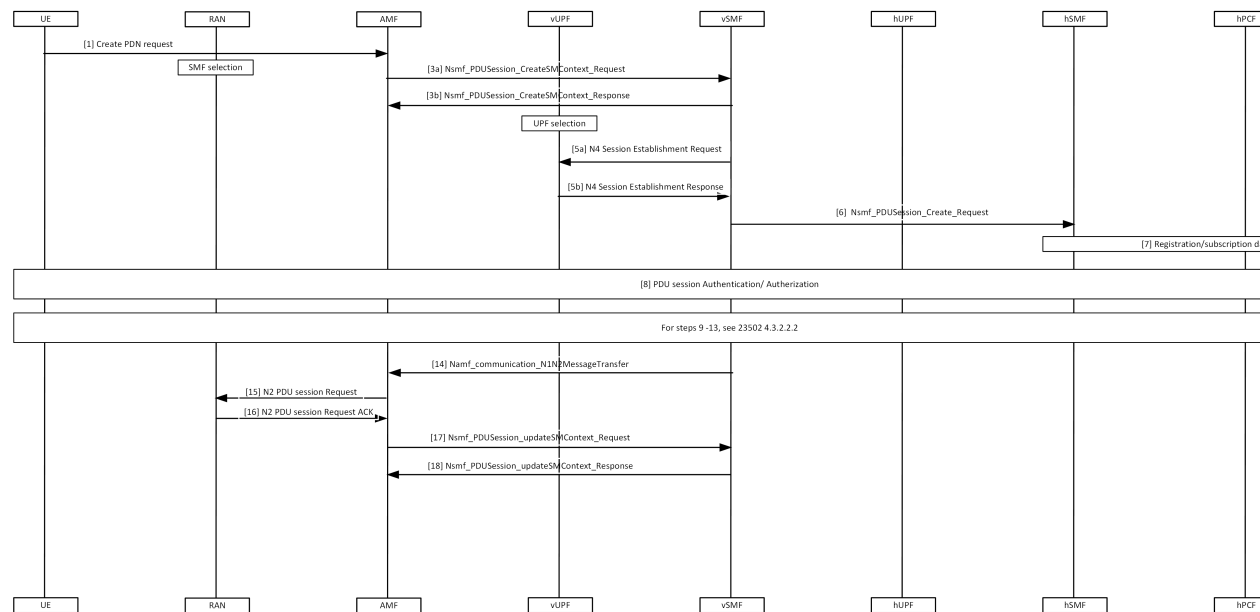 UE
RAN
AMF
vUPF
vSMF
hUPF
hSMF
hPCF
[1] Create PDN request
SMF selection
[3a] Nsmf_PDUSession_CreateSMContext_Request
[3b] Nsmf_PDUSession_CreateSMContext_Response
UPF selection
[5a] N4 Session Establishment Request
[5b] N4 Session Establishment Response
[6] Nsmf_PDUSession_Create_Request
[7] Registration/subscription d
[8] PDU session Authentication/ Autherization
For steps 9 -13, see 23502 4.3.2.2.2
[14] Namf_communication_N1N2MessageTransfer
[15] N2 PDU session Request
[16] N2 PDU session Request ACK
[17] Nsmf_PDUSession_updateSMContext_Request
[18] Nsmf_PDUSession_updateSMContext_Response
UE
RAN
AMF
vUPF
vSMF
hUPF
hSMF
hPCF